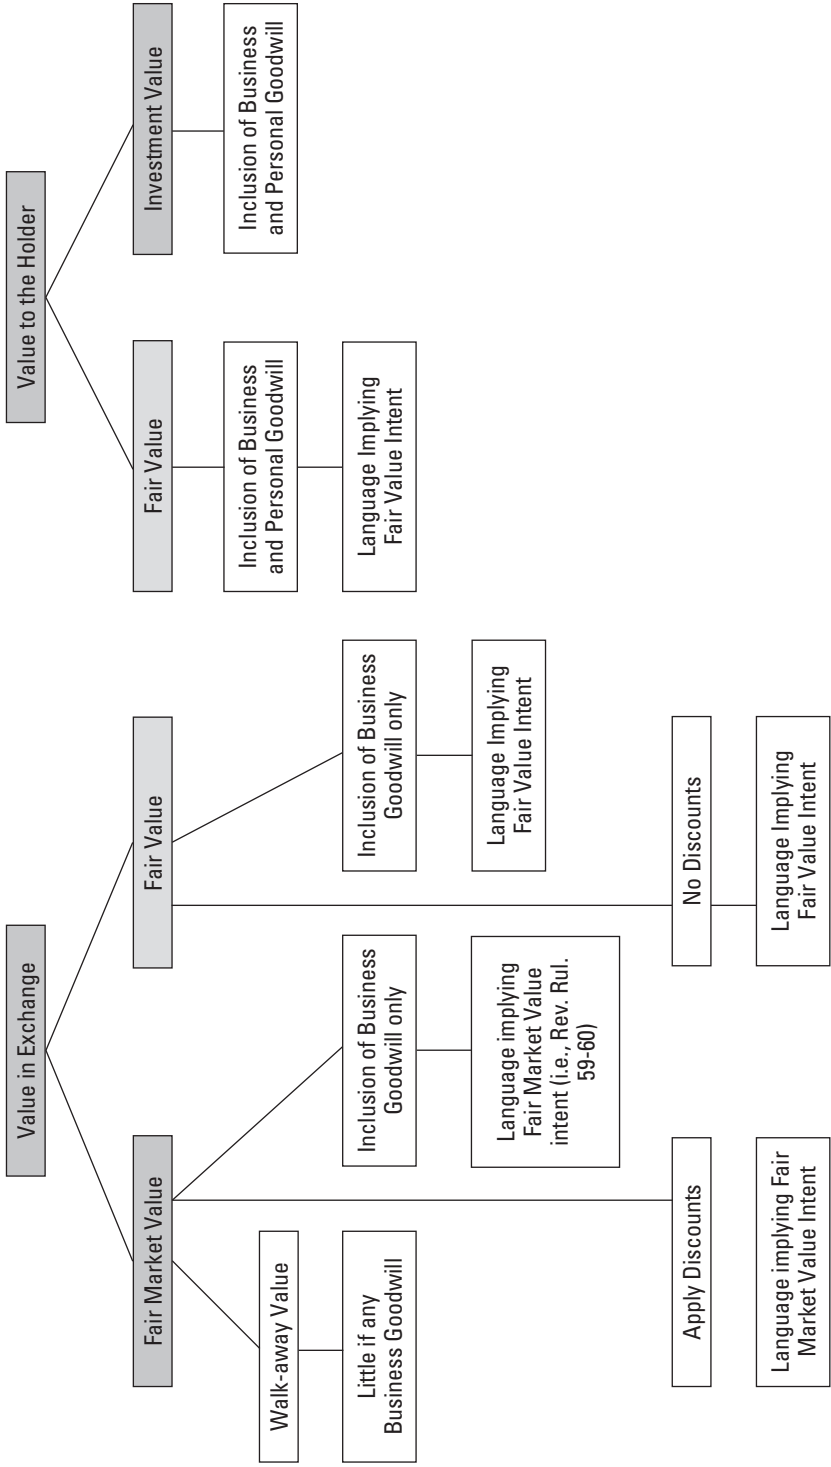 Value in Exchange
Fair Market Value
Walk-away Value
Little if any
Business Goodwill
Inclusion of Business
Goodwill only
Language implying
Fair Market Value
intent (i.e., Rev. Rul.
59-60)
Apply Discounts
Language implying Fair
Market Value Intent
Fair Value
Inclusion of Business
Goodwill only
Language Implying
Fair Value Intent
No Discounts
Language Implying
Fair Value Intent
Value to the Holder
Fair Value
Inclusion of Business
and Personal Goodwill
Language Implying
Fair Value Intent
Investment Value
Inclusion of Business
and Personal Goodwill